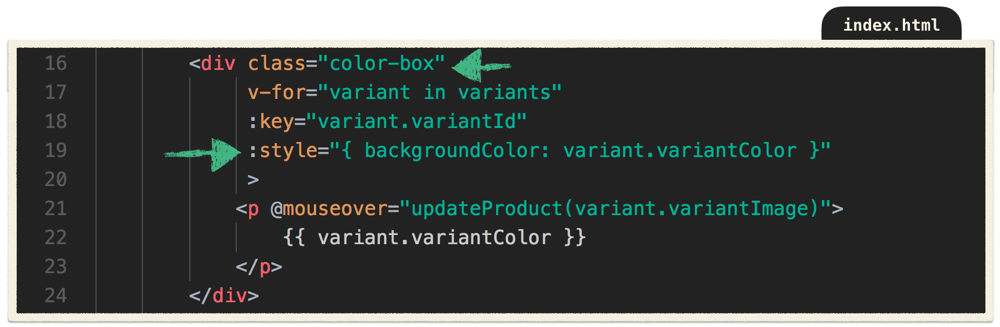 index.html
16 <div class="color-box"
17 v-for="variant in variants"
18 :key="variant.variantId"
19 :style="{ backgroundColor: variant.variantColor }"
20 >
21 <p @mouseover="updateProduct(variant.variantImage)">
22 {{ variant.variantColor }}
23 </p>
24 </div>